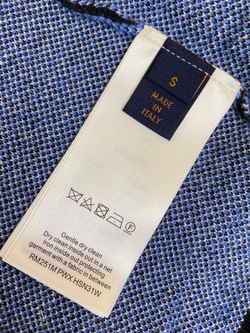 S
MADE
IN
ITALY
F
Gentle dry clean
Dry clean inside out in a net
Iron inside out protecting
garment with a fabric in between
RM251M PWX HSN31W